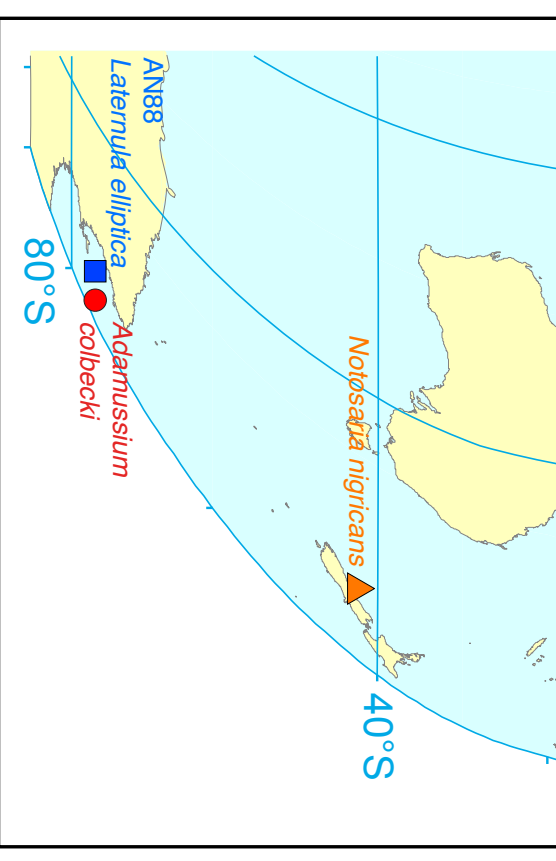 AN88
Laternula elliptica
80°S
Adamussium
colbecki
Notosaria nigricans
40°S